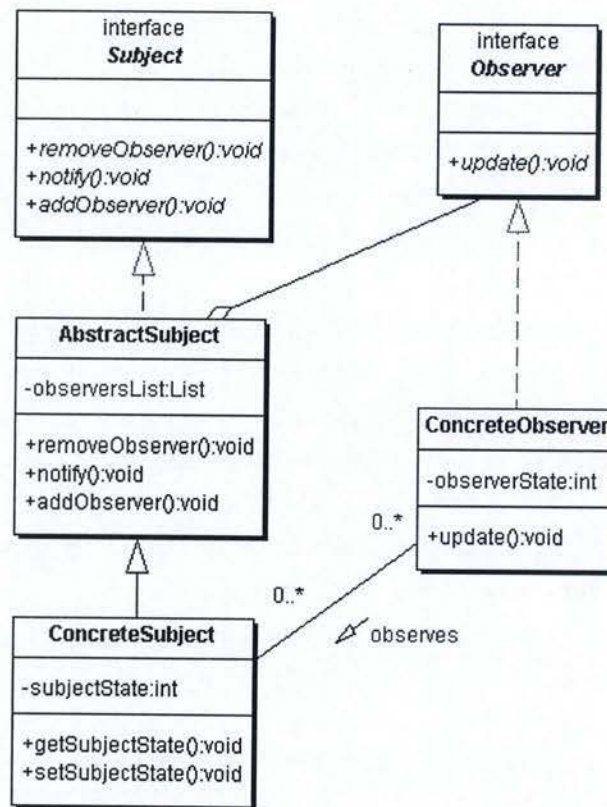 interface
Subject
+removeObserver():void
+notify():void
+addObserver():void
interface
Observer
+update():void
AbstractSubject
-observersList:List
+removeObserver():void
+notify():void
+addObserver():void
ConcreteObserver
-observerState:int
+update():void
0..*
0..*
observes
ConcreteSubject
-subjectState:int
+getSubjectState():void
+setSubjectState():void